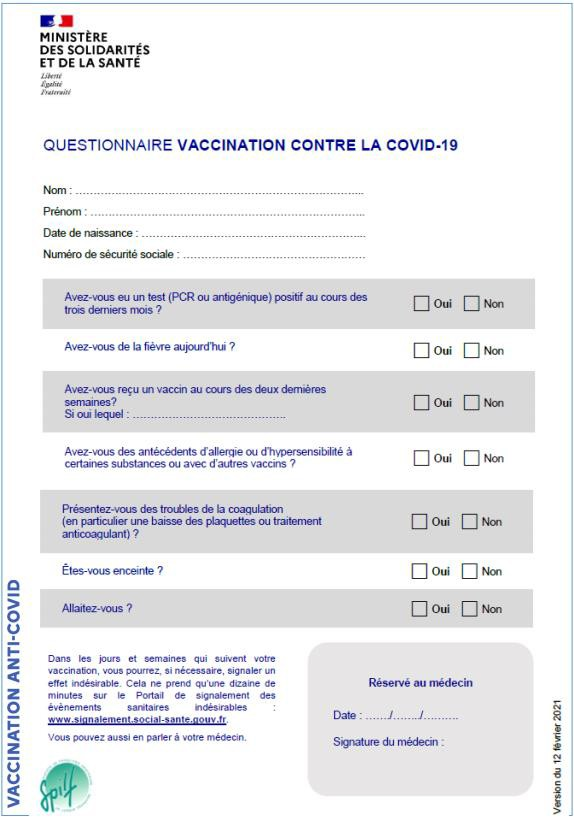 MINISTÈRE
DES SOLIDARITÉS
ET DE LA SANTÉ
Liberté
Égalité
Fraternité
QUESTIONNAIRE VACCINATION CONTRE LA COVID-19
Nom : ……………………………………………………………………....
Prénom : …………………………………………………………………..
Date de naissance : ……………………………………………………..
Numéro de sécurité sociale : ……………………………………………
Avez-vous eu un test (PCR ou antigénique) positif au cours des
trois derniers mois ?
Oui Non
Avez-vous de la fièvre aujourd'hui ?
Oui Non
Avez-vous reçu un vaccin au cours des deux dernières
semaines?
Si oui lequel : …………………………………….
Oui Non
Avez-vous des antécédents d'allergie ou d'hypersensibilité à
certaines substances ou avec d'autres vaccins ?
Oui Non
Présentez-vous des troubles de la coagulation
(en particulier une baisse des plaquettes ou traitement
anticoagulant) ?
Oui Non
Êtes-vous enceinte ?
Oui Non
Allaitez-vous ?
Oui Non
Dans les jours et semaines qui suivent votre
vaccination, vous pourrez, si nécessaire, signaler un
effet indésirable. Cela ne prend qu'une dizaine de
minutes sur le Portail de signalement des
évènements sanitaires indésirables :
www.signalement.social-sante.gouv.fr.
Vous pouvez aussi en parler à votre médecin.
Réservé au médecin
Date : ……./……../……….
Signature du médecin :
VACCINATION ANTI-COVID
Spilf
Version du 12 février 2021